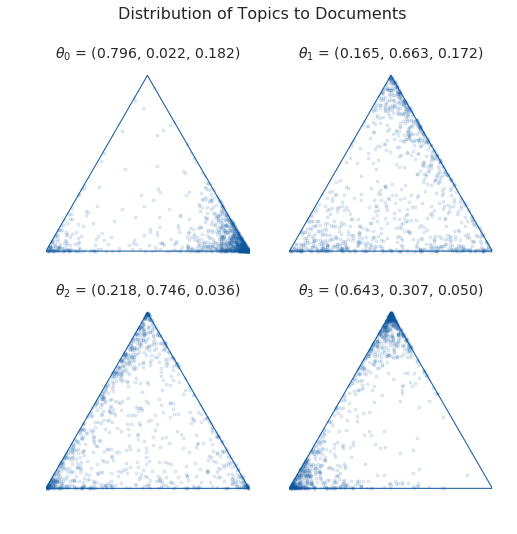 Distribution of Topics to Documents
θ₀ = (0.796, 0.022, 0.182)
θ₁ = (0.165, 0.663, 0.172)
θ₂ = (0.218, 0.746, 0.036)
θ₃ = (0.643, 0.307, 0.050)